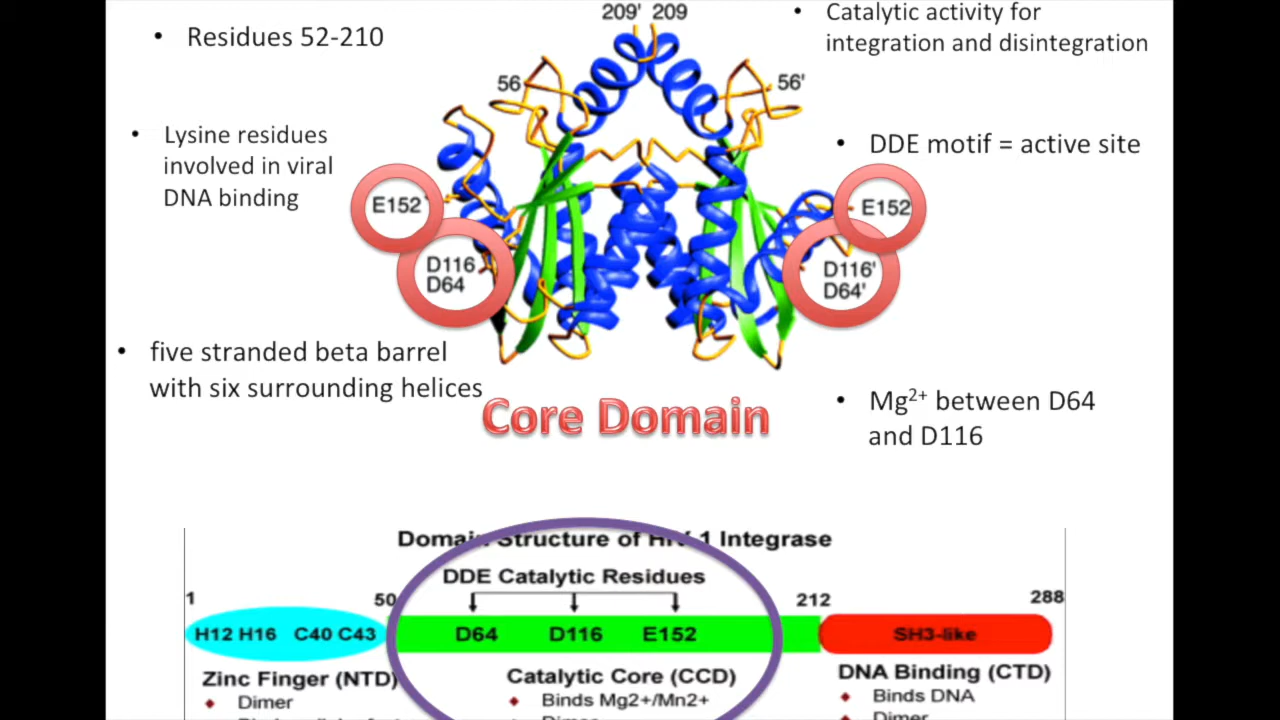 • Residues 52-210
209' 209
• Catalytic activity for
integration and disintegration
56
56'
• Lysine residues
involved in viral
DNA binding
• DDE motif = active site
E152
E152
D116
D64
D116'
D64'
• five stranded beta barrel
with six surrounding helices
Core Domain
• Mg2+ between D64
and D116
Domain Structure of HIV-1 Integrase
DDE Catalytic Residues
1
50
212
288
H12 H16 C40 C43
D64 D116 E152
SH3-like
Zinc Finger (NTD)
Catalytic Core (CCD)
DNA Binding (CTD)
Dimer
Binds Mg2+/Mn2+
Binds DNA
Dimer